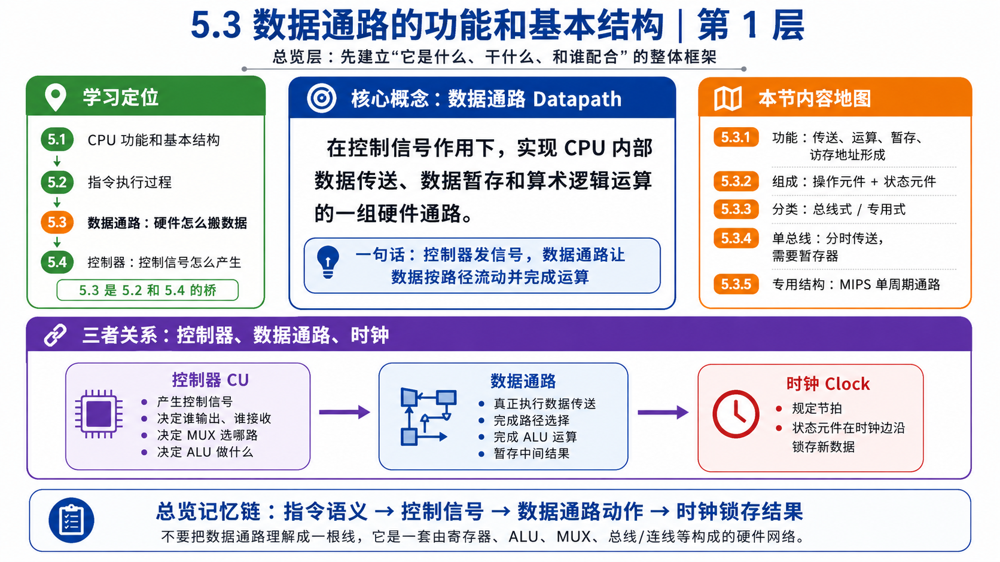 5.3 数据通路的功能和基本结构｜第 1 层
总览层：先建立“它是什么、干什么、和谁配合”的整体框架
学习定位
5.1 CPU 功能和基本结构
5.2 指令执行过程
5.3 数据通路：硬件怎么搬数据
5.4 控制器：控制信号怎么产生
5.3 是 5.2 和 5.4 的桥
核心概念：数据通路 Datapath
在控制信号作用下，实现 CPU 内部
数据传送、数据暂存和算术逻辑运算
的一组硬件通路。
一句话：控制器发信号，数据通路让
数据按路径流动并完成运算
本节内容地图
5.3.1 功能：传送、运算、暂存、
访存地址形成
5.3.2 组成：操作元件 + 状态元件
5.3.3 分类：总线式 / 专用式
5.3.4 单总线：分时传送，
需要暂存器
5.3.5 专用结构：MIPS 单周期通路
三者关系：控制器、数据通路、时钟
控制器 CU
• 产生控制信号
• 决定谁输出、谁接收
• 决定 MUX 选哪路
• 决定 ALU 做什么
数据通路
• 真正执行数据传送
• 完成路径选择
• 完成 ALU 运算
• 暂存中间结果
时钟 Clock
• 规定节拍
• 状态元件在时钟边沿
锁存新数据
总览记忆链：指令语义 → 控制信号 → 数据通路动作 → 时钟锁存结果
不要把数据通路理解成一根线，它是一套由寄存器、ALU、MUX、总线/连线等构成的硬件网络。